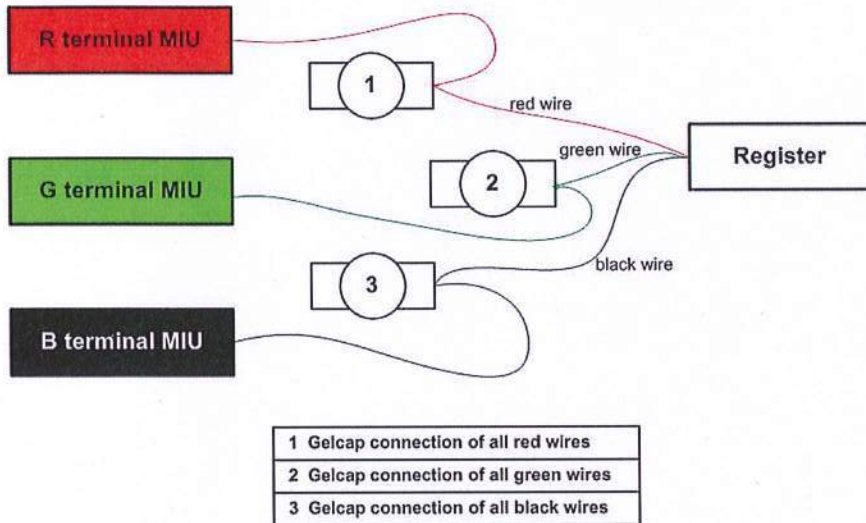 R terminal MIU
1
red wire
green wire
Register
G terminal MIU
2
3
black wire
B terminal MIU
1 Gelcap connection of all red wires
2 Gelcap connection of all green wires
3 Gelcap connection of all black wires